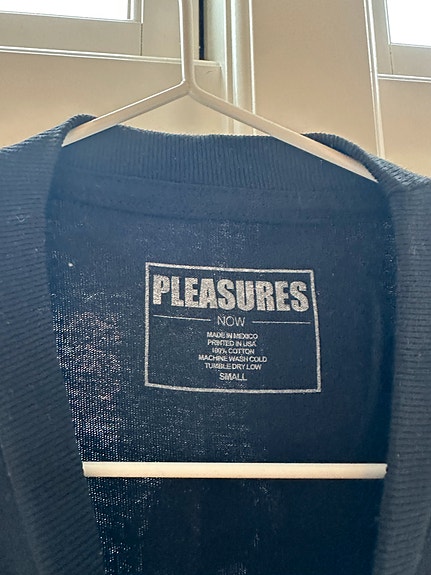 PLEASURES
NOW
MADE IN MEXICO
PRINTED IN USA
100% COTTON
MACHINE WASH COLD
TUMBLE DRY LOW
SMALL